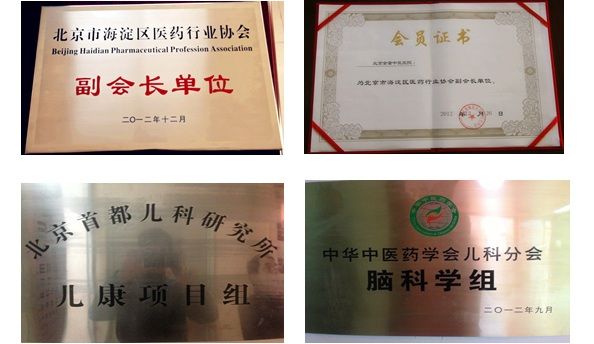 北京市海淀区医药行业协会
Beijing Haidian Pharmaceutical Profession Association
副会长单位
二〇一二年十二月
会员证书
为北京市海淀区医药行业协会副会长单位。
北京首都儿科研究所
儿康项目组
中华中医药学会儿科分会
脑科学组
二〇一二年九月